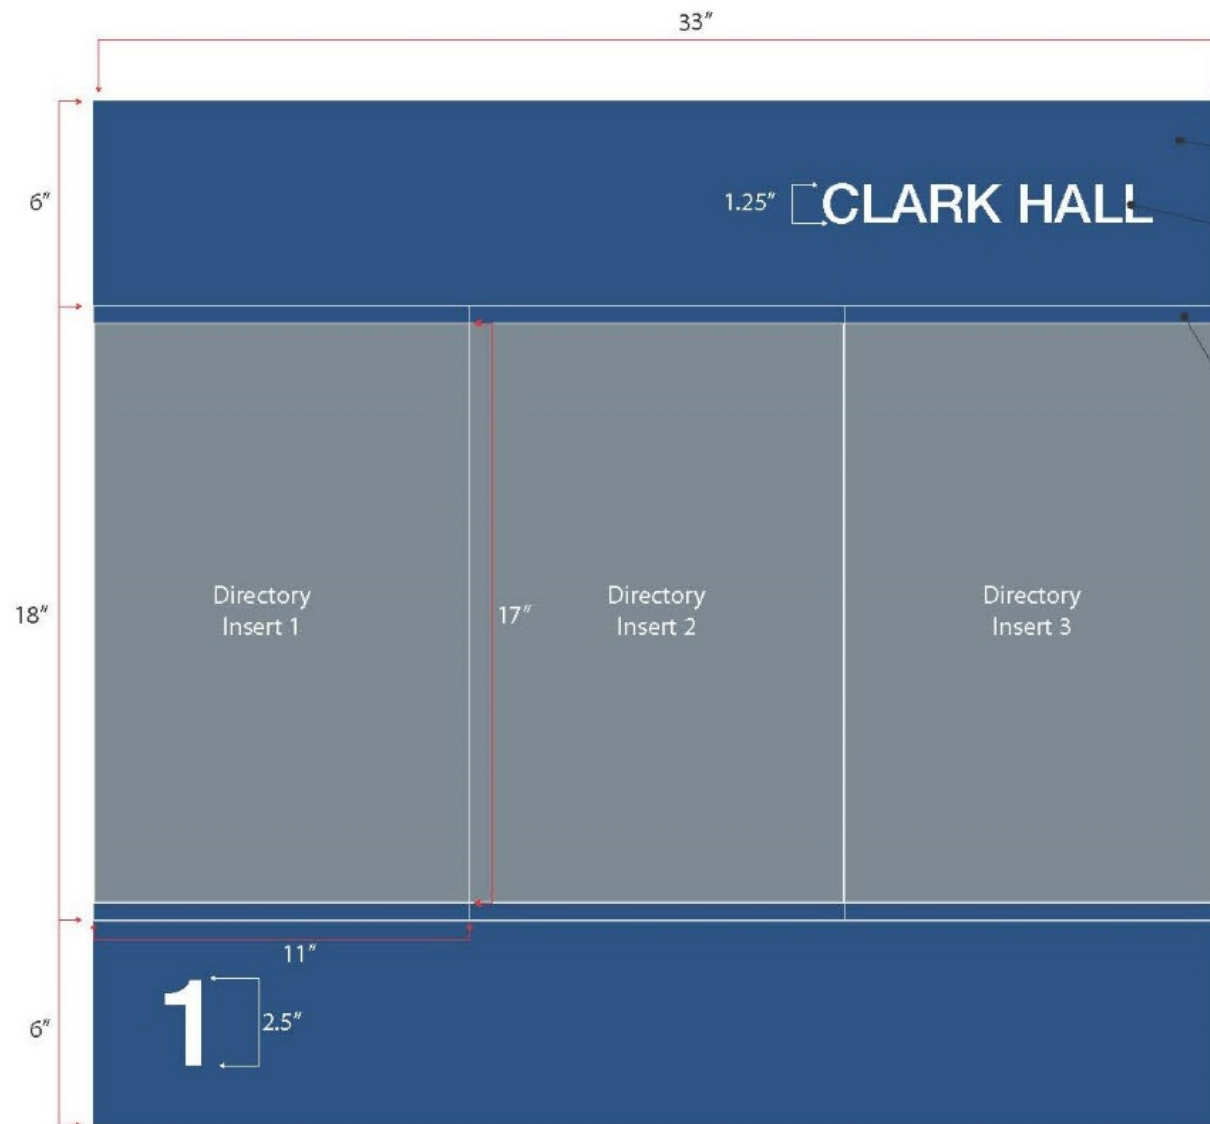 33"
6"
1.25" CLARK HALL
Directory
Insert 1
Directory
Insert 2
Directory
Insert 3
18"
17"
11"
1
2.5"
6"